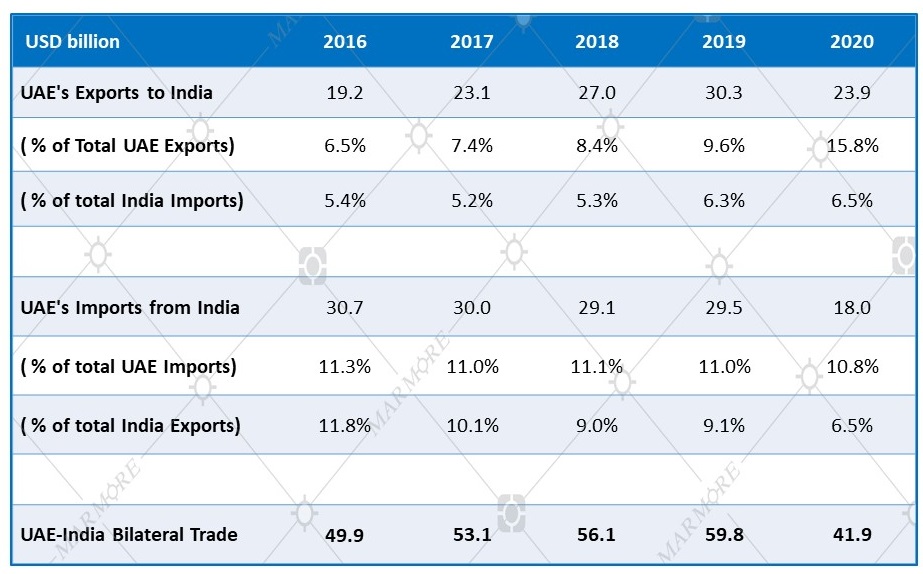 USD billion 2016 2017 2018 2019 2020
UAE's Exports to India 19.2 23.1 27.0 30.3 23.9
( % of Total UAE Exports) 6.5% 7.4% 8.4% 9.6% 15.8%
( % of total India Imports) 5.4% 5.2% 5.3% 6.3% 6.5%
UAE's Imports from India 30.7 30.0 29.1 29.5 18.0
( % of total UAE Imports) 11.3% 11.0% 11.1% 11.0% 10.8%
MARMORE
( % of total India Exports) 11.8% 10.1% 9.0% 9.1% 6.5%
MARMORE
MARMORE
UAE-India Bilateral Trade 49.9 53.1 56.1 59.8 41.9